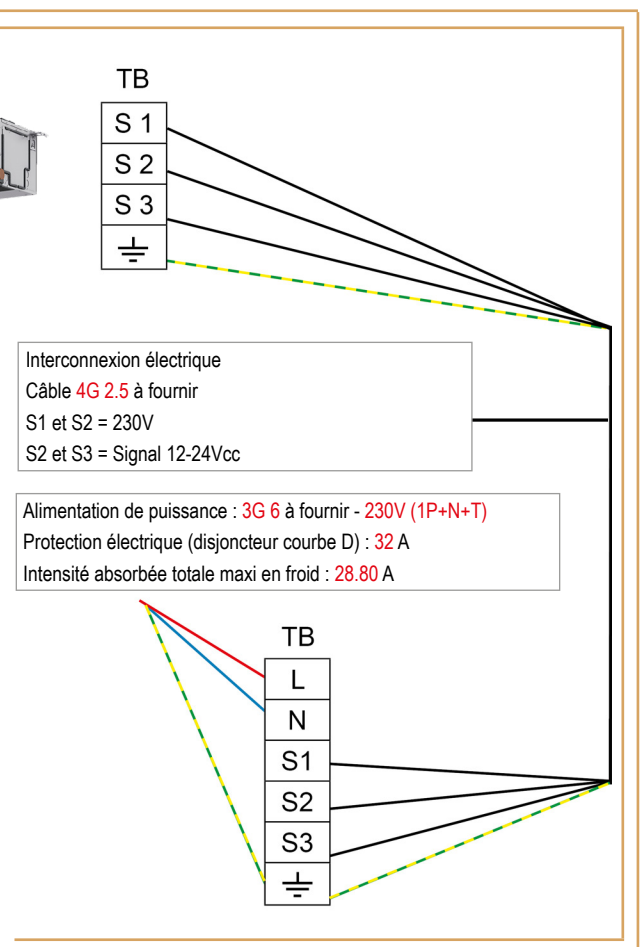 TB
S 1
S 2
S 3
Interconnexion électrique
Câble 4G 2.5 à fournir
S1 et S2 = 230V
S2 et S3 = Signal 12-24Vcc
Alimentation de puissance : 3G 6 à fournir - 230V (1P+N+T)
Protection électrique (disjoncteur courbe D) : 32 A
Intensité absorbée totale maxi en froid : 28.80 A
TB
L
N
S1
S2
S3